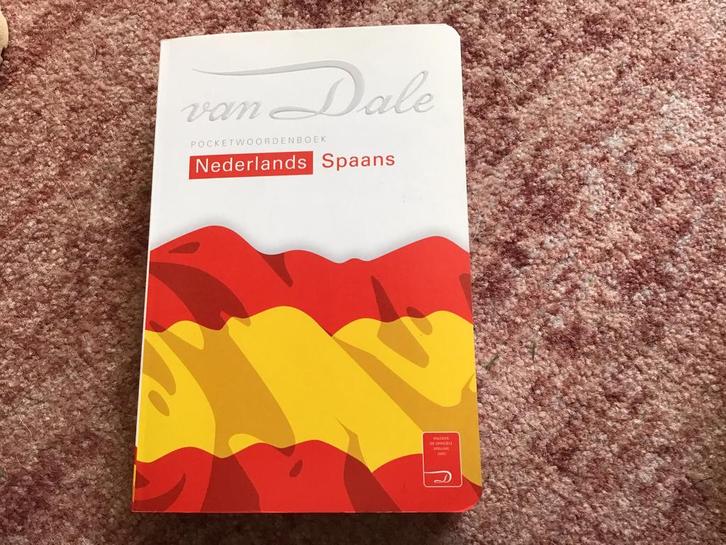 van Dale
POCKETWOORDENBOEK
Nederlands Spaans